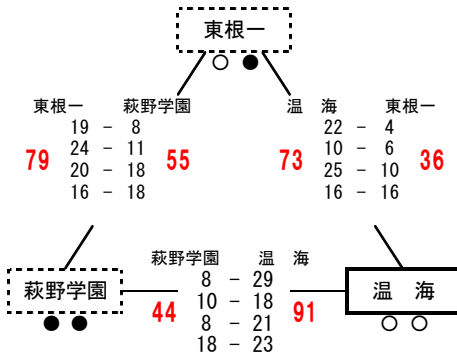 東根一
○ ●
東根一 萩野学園
79 55
19 - 8
24 - 11
20 - 18
16 - 18
温 海 東根一
73 36
22 - 4
10 - 6
25 - 10
16 - 16
萩野学園 温 海
44 91
8 - 29
10 - 18
8 - 21
18 - 23
萩野学園
● ●
温 海
○ ○